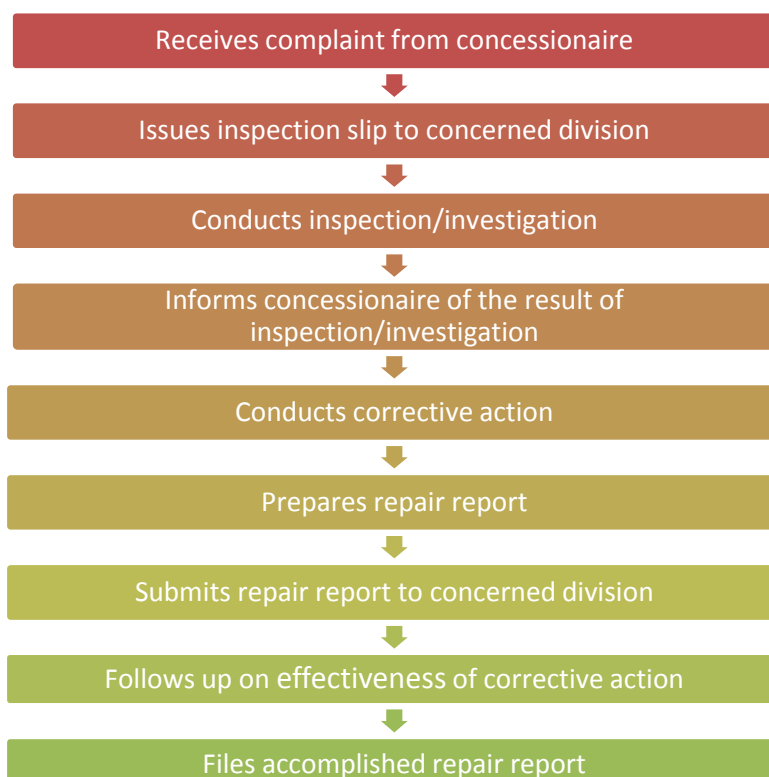 Receives complaint from concessionaire
Issues inspection slip to concerned division
Conducts inspection/investigation
Informs concessionaire of the result of
inspection/investigation
Conducts corrective action
Prepares repair report
Submits repair report to concerned division
Follows up on effectiveness of corrective action
Files accomplished repair report